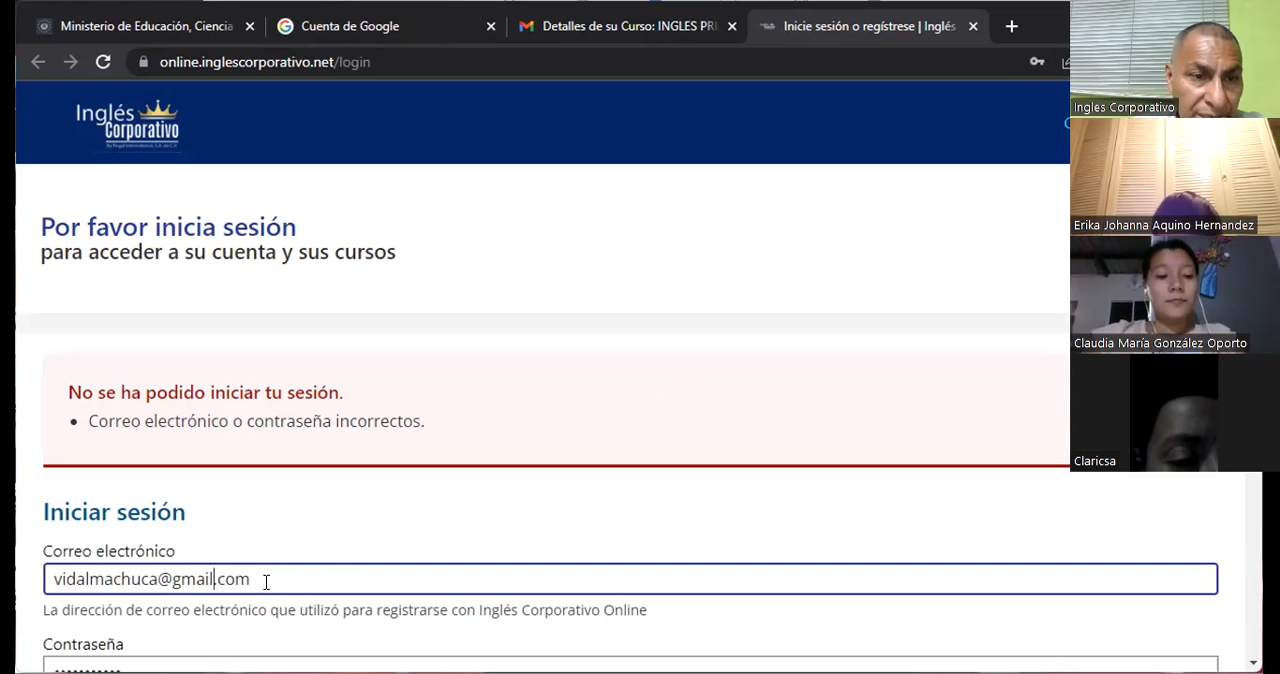 Ministerio de Educación, Ciencia
Cuenta de Google
Detalles de su Curso: INGLES PRI
Inicie sesión o regístrese | Inglés
online.inglescorporativo.net/login
Inglés
Corporativo
Por favor inicia sesión
para acceder a su cuenta y sus cursos
No se ha podido iniciar tu sesión.
• Correo electrónico o contraseña incorrectos.
Iniciar sesión
Correo electrónico
vidalmachuca@gmail.com
La dirección de correo electrónico que utilizó para registrarse con Inglés Corporativo Online
Contraseña
Ingles Corporativo
Erika Johanna Aquino Hernandez
Claudia María González Oporto
Claricsa